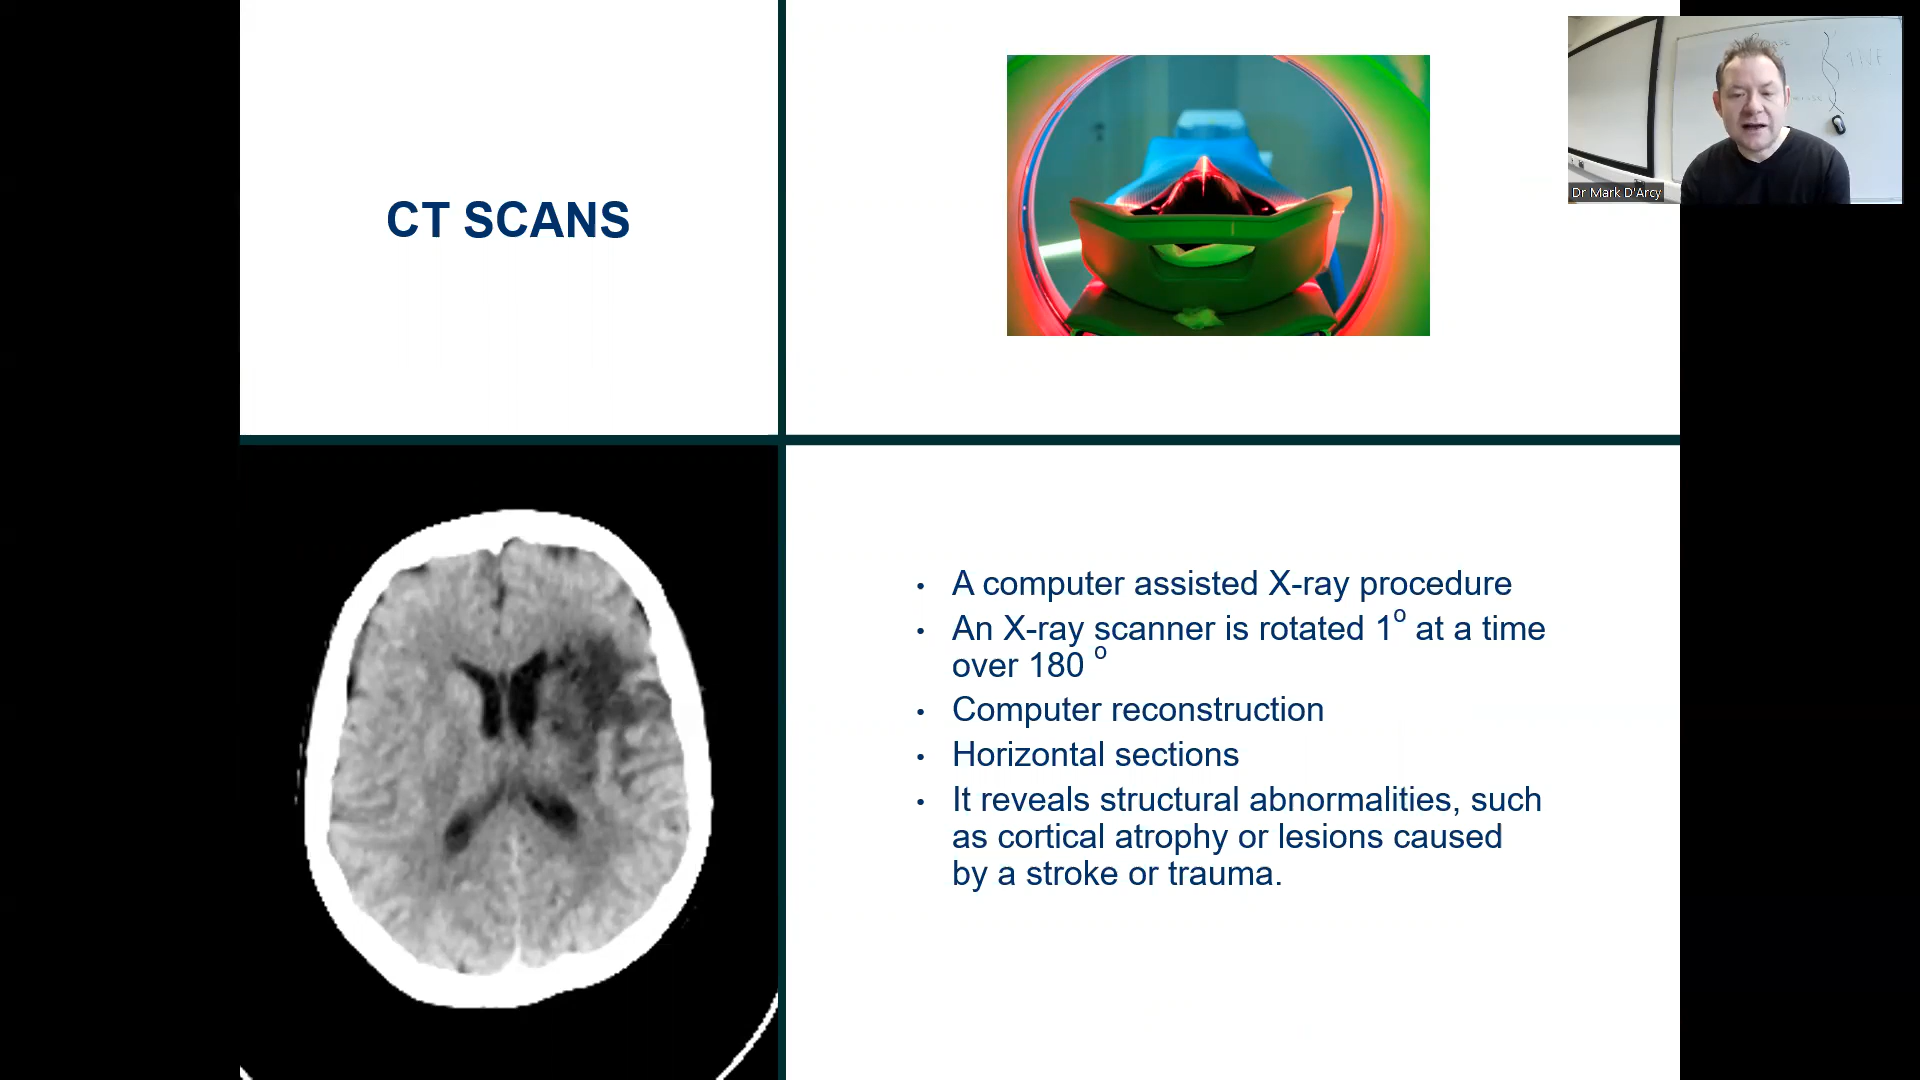 CT SCANS
Dr Mark D'Arcy
• A computer assisted X-ray procedure
• An X-ray scanner is rotated 1º at a time
over 180 º
• Computer reconstruction
• Horizontal sections
• It reveals structural abnormalities, such
as cortical atrophy or lesions caused
by a stroke or trauma.